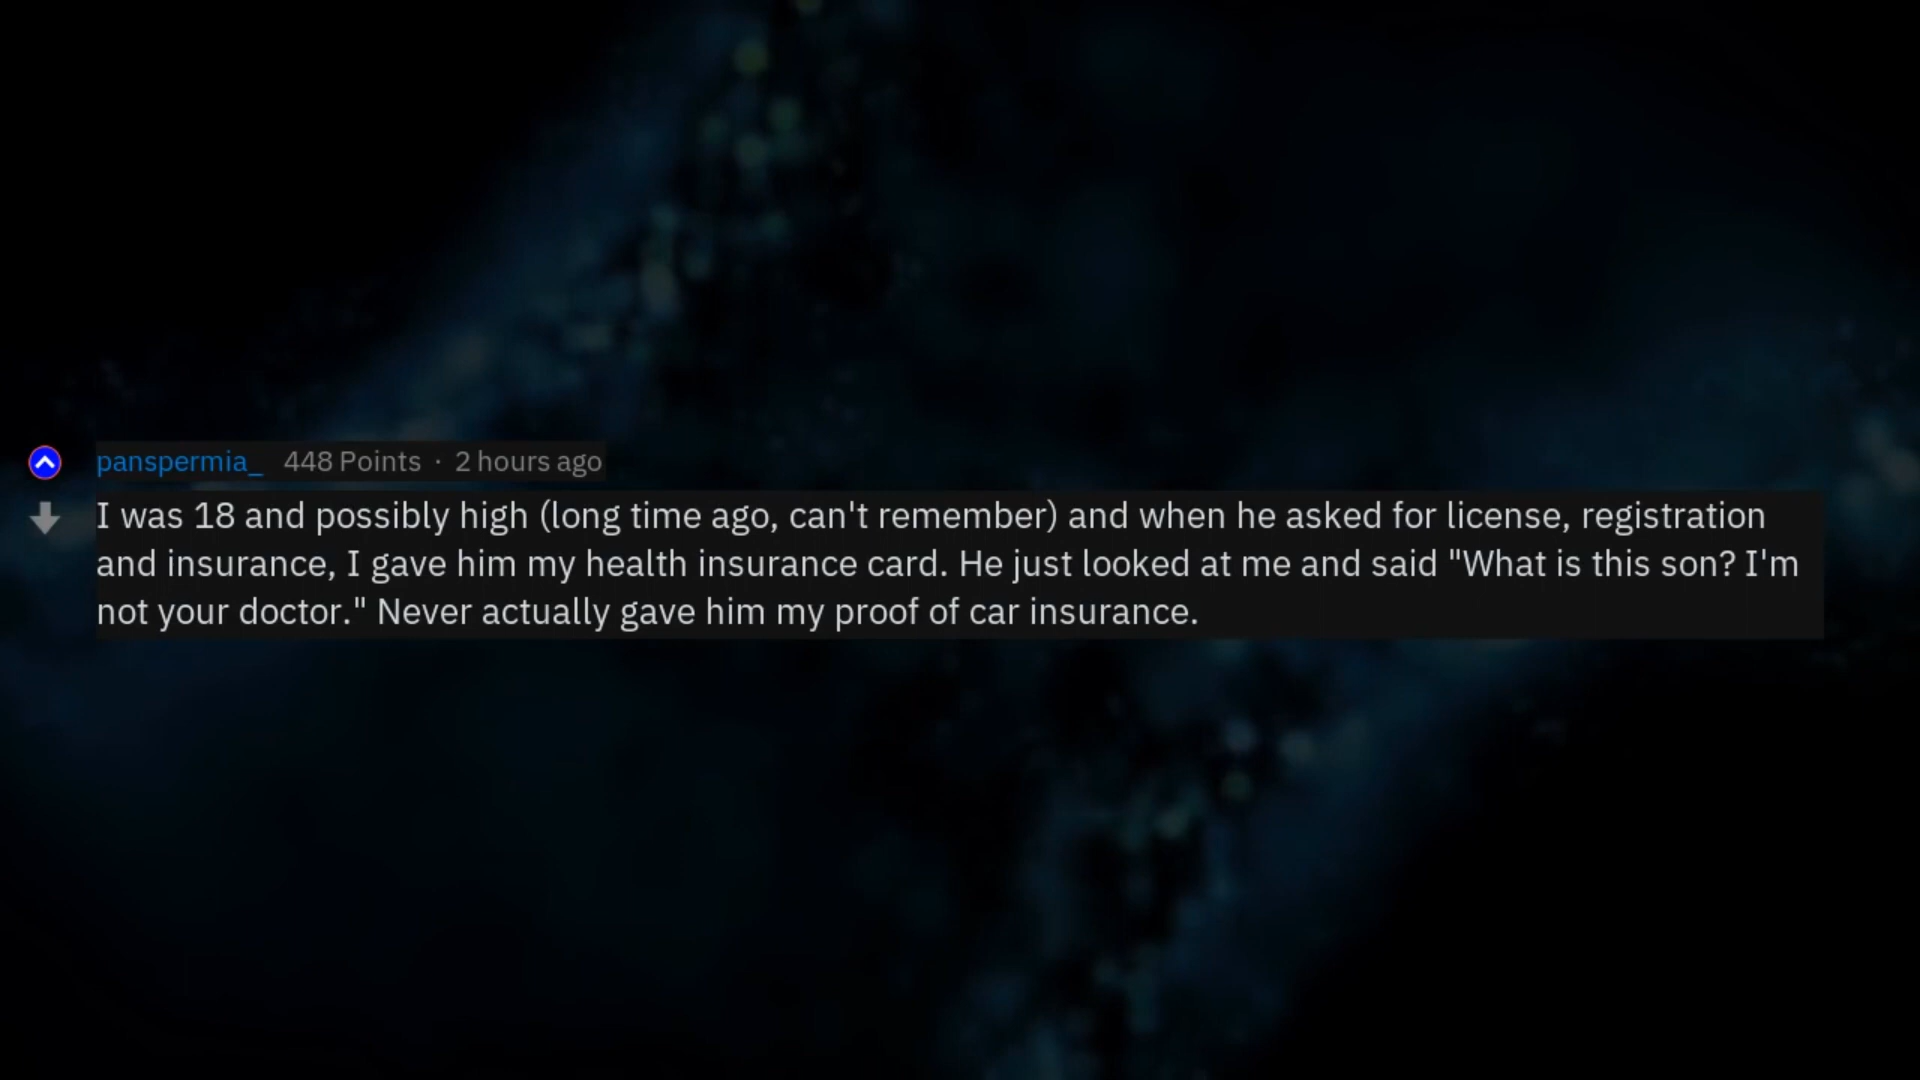 panspermia_ 448 Points · 2 hours ago
I was 18 and possibly high (long time ago, can't remember) and when he asked for license, registration
and insurance, I gave him my health insurance card. He just looked at me and said "What is this son? I'm
not your doctor." Never actually gave him my proof of car insurance.